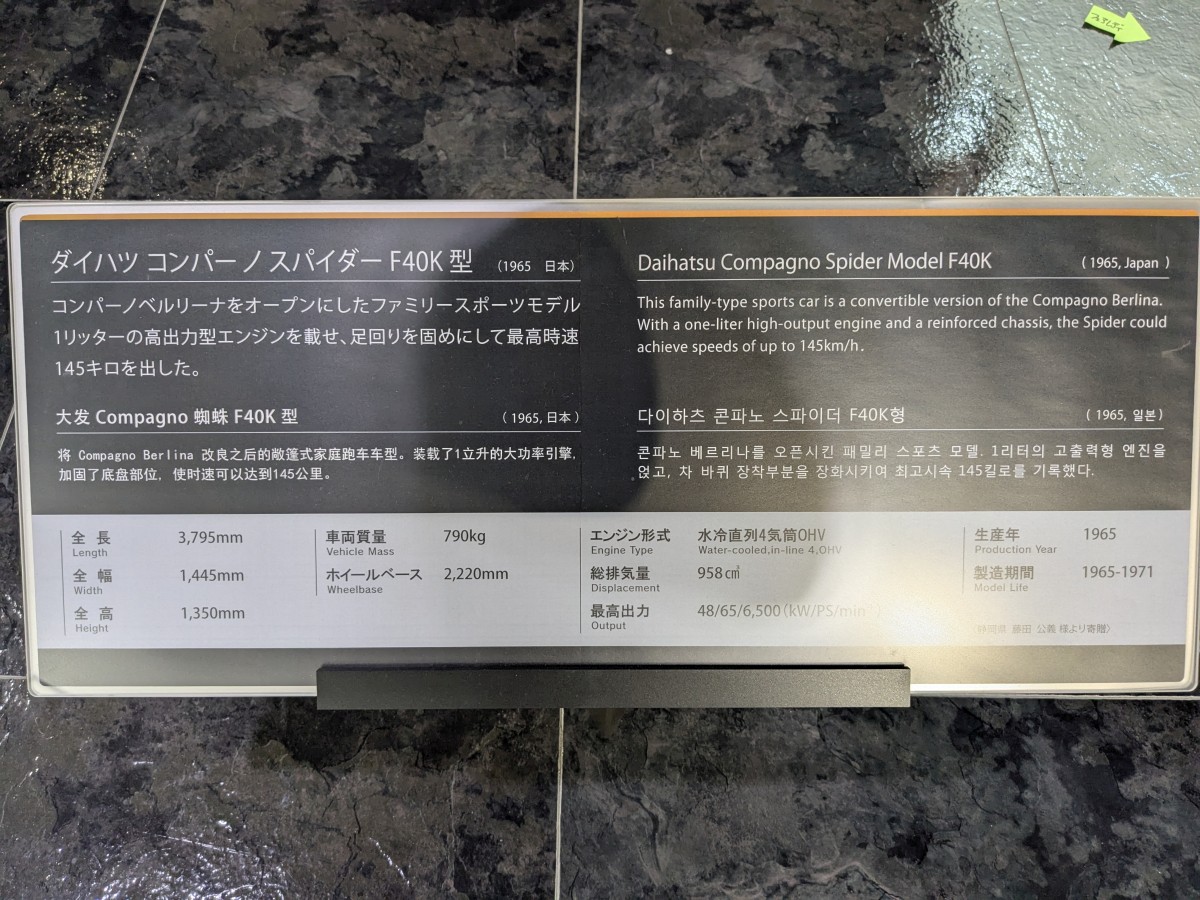 ダイハツ コンパーノスパイダー F40K 型 (1965 日本)
コンパーノベルリーナをオープンにしたファミリースポーツモデル
1リッターの高出力型エンジンを載せ、足回りを固めにして最高時速
145キロを出した。
Daihatsu Compagno Spider Model F40K (1965, Japan)
This family-type sports car is a convertible version of the Compagno Berlina.
With a one-liter high-output engine and a reinforced chassis, the Spider could
achieve speeds of up to 145km/h.
大发 Compagno 蜘蛛 F40K 型 (1965, 日本)
将 Compagno Berlina 改良之后的敞篷式家庭跑车车型。装载了1立升的大功率引擎,
加固了底盘部位, 使时速可以达到145公里。
다이하츠 콘파노 스파이더 F40K형 (1965, 일본)
콘파노 베르리나를 오픈시킨 패밀리 스포츠 모델. 1리터의 고출력형 엔진을
얹고, 차 바퀴 장착부분을 강화시키여 최고시속 145킬로를 기록했다.
全長 3,795mm
Length
全幅 1,445mm
Width
全高 1,350mm
Height
車両質量 790kg
Vehicle Mass
ホイールベース 2,220mm
Wheelbase
エンジン形式 水冷直列4気筒OHV
Engine Type Water-cooled,in-line 4,OHV
総排気量 958㎤
Displacement
最高出力 48/65/6,500(kW/PS/min⁻¹)
Output
生産年 1965
Production Year
製造期間 1965-1971
Model Life
(静岡県 藤田 公義 様より寄贈)